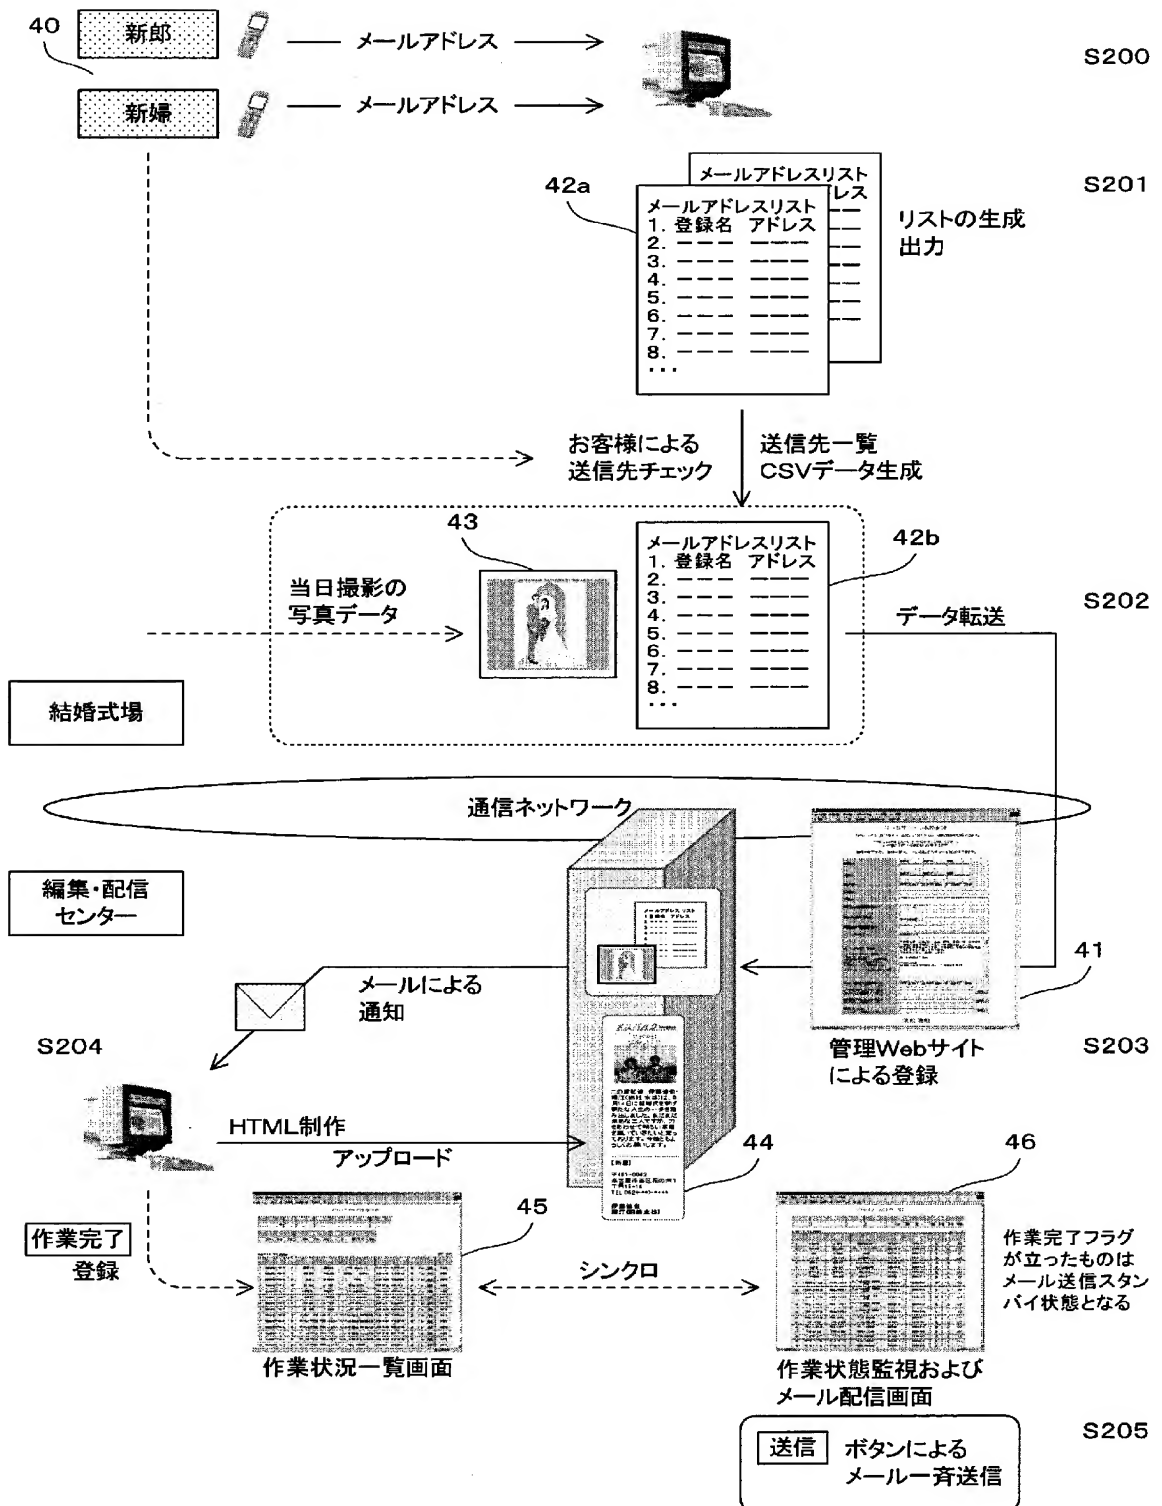 40
新郎
メールアドレス
S200
新婦
メールアドレス
S201
42a
メールアドレスリスト
レス
メールアドレスリスト
1. 登録名 アドレス
2.
3.
4.
5.
6.
7.
8.
...
リストの生成
出力
お客様による
送信先チェック
送信先一覧
CSVデータ生成
43
42b
メールアドレスリスト
1. 登録名 アドレス
2.
3.
4.
5.
6.
7.
8.
...
当日撮影の
写真データ
データ転送
S202
結婚式場
通信ネットワーク
編集・配信
センター
メールアドレスリスト
メールによる
通知
41
管理Webサイト
による登録
S203
S204
HTML制作
アップロード
44
46
45
作業完了
登録
シンクロ
作業完了フラグ
が立ったものは
メール送信スタン
バイ状態となる
作業状況一覧画面
作業状態監視および
メール配信画面
S205
送信 ボタンによる
メール一斉送信